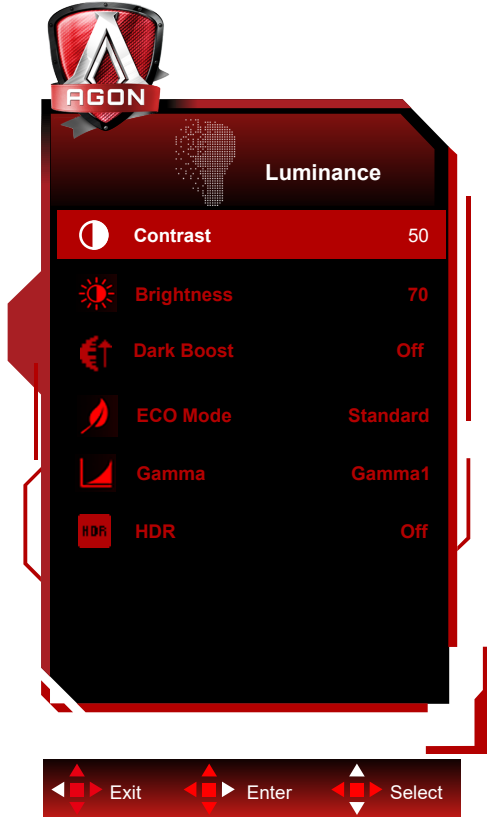 AGON
Luminance
Contrast 50
Brightness 70
Dark Boost Off
ECO Mode Standard
Gamma Gamma1
HDR HDR Off
Exit Enter Select